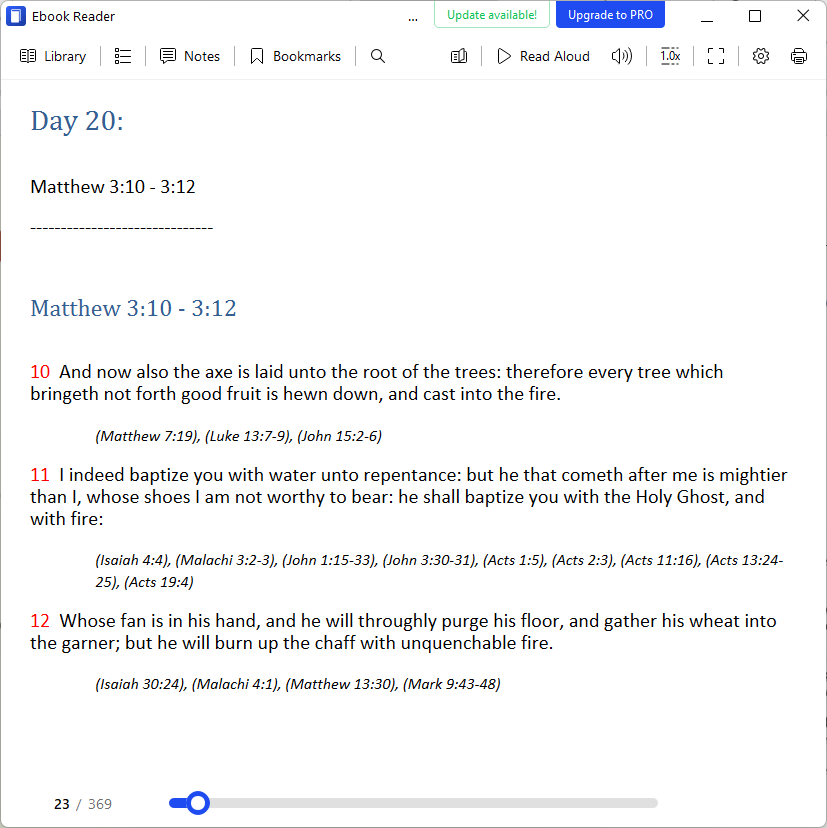 Ebook Reader ... Update available! Upgrade to PRO
Library Notes Bookmarks Read Aloud 1.0x
Day 20:
Matthew 3:10 - 3:12
------------------------------
Matthew 3:10 - 3:12
10 And now also the axe is laid unto the root of the trees: therefore every tree which
bringeth not forth good fruit is hewn down, and cast into the fire.
(Matthew 7:19), (Luke 13:7-9), (John 15:2-6)
11 I indeed baptize you with water unto repentance: but he that cometh after me is mightier
than I, whose shoes I am not worthy to bear: he shall baptize you with the Holy Ghost, and
with fire:
(Isaiah 4:4), (Malachi 3:2-3), (John 1:15-33), (John 3:30-31), (Acts 1:5), (Acts 2:3), (Acts 11:16), (Acts 13:24-
25), (Acts 19:4)
12 Whose fan is in his hand, and he will throughly purge his floor, and gather his wheat into
the garner; but he will burn up the chaff with unquenchable fire.
(Isaiah 30:24), (Malachi 4:1), (Matthew 13:30), (Mark 9:43-48)
23 / 369